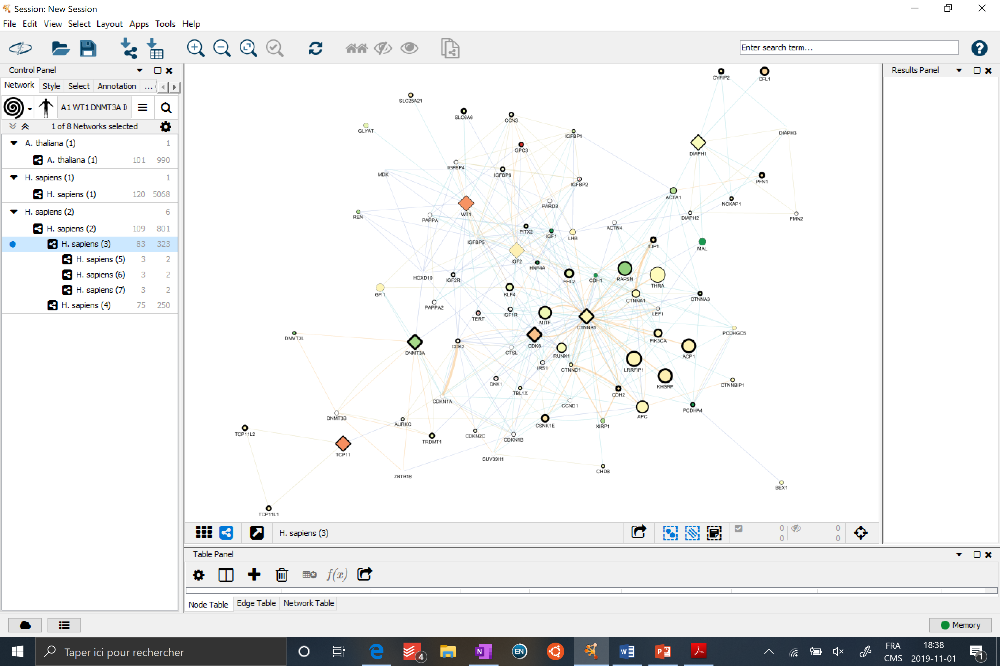 Session: New Session
File Edit View Select Layout Apps Tools Help
Enter search term...
Control Panel
Network Style Select Annotation ...
A1 WT1 DNMT3A I
1 of 8 Networks selected
A. thaliana (1) 1
A. thaliana (1) 101 990
H. sapiens (1) 1
H. sapiens (1) 120 5068
H. sapiens (2) 6
H. sapiens (2) 109 801
H. sapiens (3) 83 323
H. sapiens (5) 3 2
H. sapiens (6) 3 2
H. sapiens (7) 3 2
H. sapiens (4) 75 250
CYFIP2
CFL1
SLC25A21
SLC6A6
CCN3
GLYAT
IGFBP1
DIAPH3
GPC3
DIAPH1
IGFBP4
MDK
IGFBP6
IGFBP2
PFN1
ACTA1
NCKAP1
PARD3
WT1
REN
PAPPA
DIAPH2
FMN2
ACTN4
PITX2
IGF1
LHB
IGFBP5
TJP1
MAL
IGF2
HNF4A
HOXD10
IGF2R
FHL2
CDH1
RAPSN
THRA
GFI1
KLF4
CTNNA1
CTNNA3
PAPPA2
TERT
IGF1R
MITF
CTNNB1
LEF1
PCDHGC5
DNMT3L
DNMT3A
CDK2
CTSL
CDK6
RUNX1
PIK3CA
ACP1
IRS1
CTNND1
LRRFIP1
DKK1
KHSRP
CTNNBIP1
TBL1X
CDH2
CDKN1A
CCND1
APC
PCDHA4
DNMT3B
AURKC
CSNK1E
XIRP1
TCP11L2
TRDMT1
CDKN2C
CDKN1B
TCP11
SUV39H1
CHD8
ZBTB18
BEX1
TCP11L1
Results Panel
H. sapiens (3)
0 0
0 0
Table Panel
f(x)
Node Table Edge Table Network Table
Memory
Taper ici pour rechercher
4
N
EN
W
P
FRA
CMS
18:38
2019-11-01
1